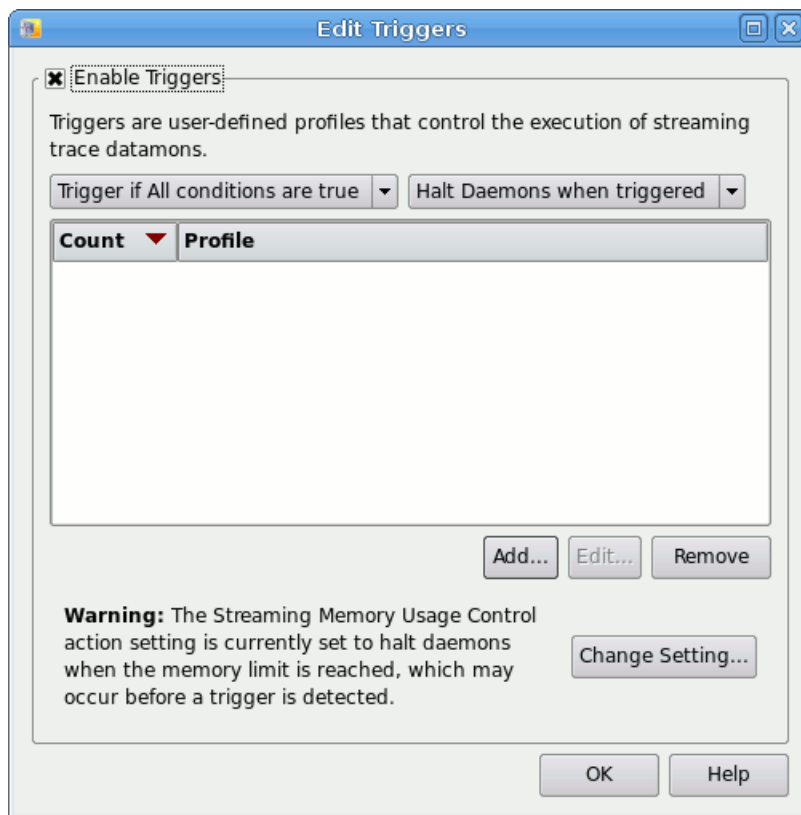 Edit Triggers
Enable Triggers
Triggers are user-defined profiles that control the execution of streaming
trace datamons.
Trigger if All conditions are true Halt Daemons when triggered
Count Profile
Add... Edit... Remove
Warning: The Streaming Memory Usage Control
action setting is currently set to halt daemons
when the memory limit is reached, which may
occur before a trigger is detected.
Change Setting...
OK Help